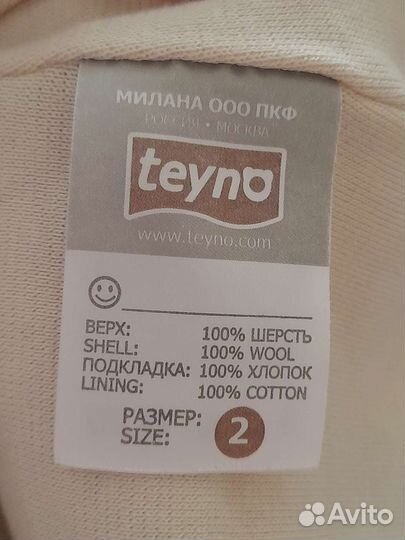 МИЛАНА ООО ПКФ
РОССИЯ • МОСКВА
teyno
www.teyno.com
ВЕРХ: 100% ШЕРСТЬ
SHELL: 100% WOOL
ПОДКЛАДКА: 100% ХЛОПОК
LINING: 100% COTTON
РАЗМЕР:
SIZE: 2
Avito